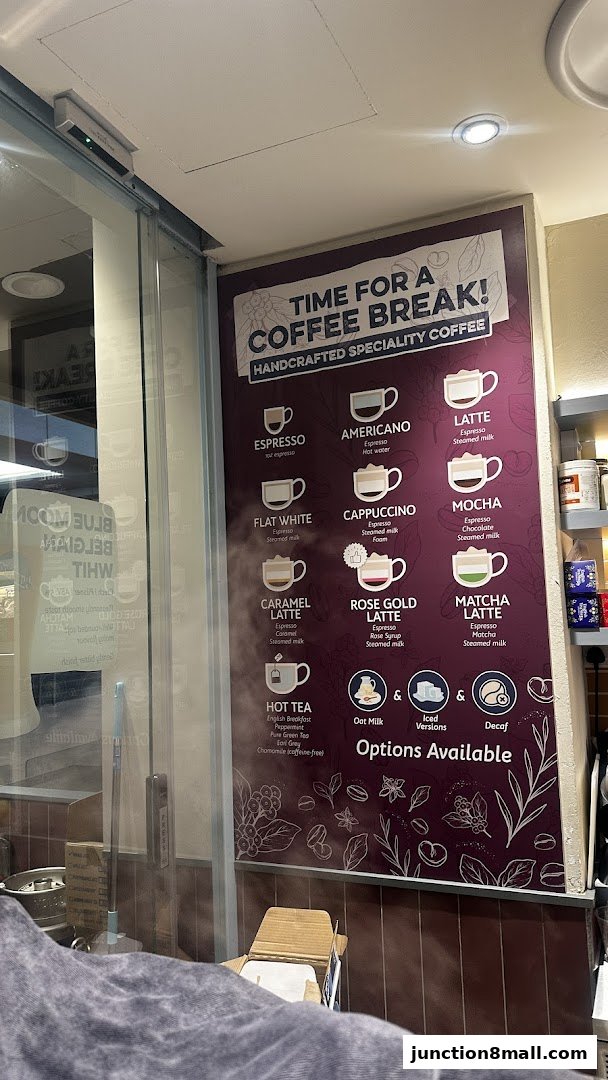 TIME FOR A
COFFEE BREAK!
HANDCRAFTED SPECIALITY COFFEE
ESPRESSO
1oz espresso
AMERICANO
Espresso
Hot water
LATTE
Espresso
Steamed milk
FLAT WHITE
Espresso
Steamed milk
CAPPUCCINO
Espresso
Steamed milk
Foam
MOCHA
Espresso
Chocolate
Steamed milk
CARAMEL
LATTE
Espresso
Caramel
Steamed milk
ROSE GOLD
LATTE
Espresso
Rose Syrup
Steamed milk
MATCHA
LATTE
Espresso
Matcha
Steamed milk
HOT TEA
English Breakfast
Peppermint
Pure Green Tea
Earl Grey
Chamomile (caffeine-free)
Oat Milk
&
Iced
Versions
&
Decaf
Options Available
BLUE MOON
BELGIAN
WHIT
junction8mall.com